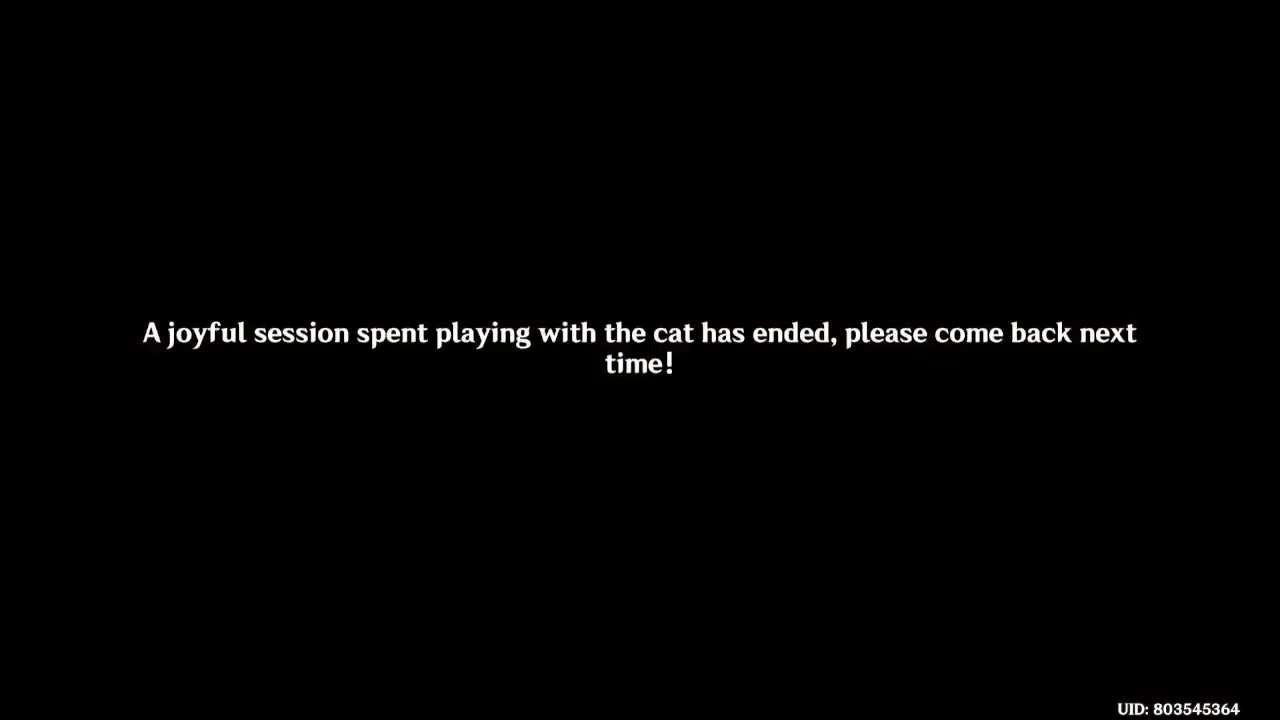 A joyful session spent playing with the cat has ended, please come back next
time!
UID: 803545364